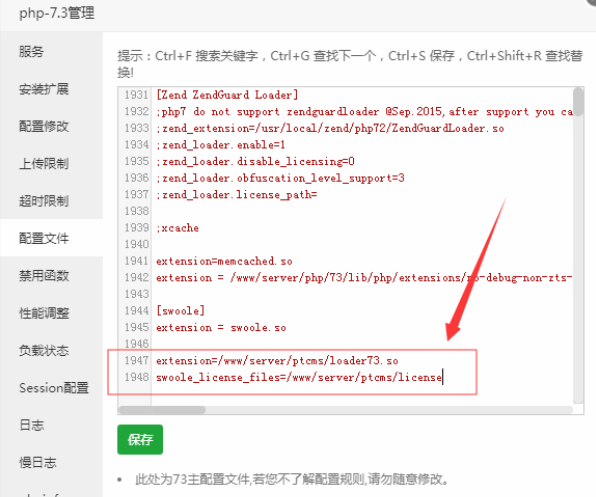 php-7.3管理
服务
安装扩展
配置修改
上传限制
超时限制
配置文件
禁用函数
性能调整
负载状态
Session配置
日志
慢日志
提示：Ctrl+F 搜索关键字，Ctrl+G 查找下一个，Ctrl+S 保存，Ctrl+Shift+R 查找替
换!
1931 [Zend ZendGuard Loader]
1932 ;php7 do not support zendguardloader @Sep.2015,after support you ca
1933 ;zend_extension=/usr/local/zend/php72/ZendGuardLoader.so
1934 ;zend_loader.enable=1
1935 ;zend_loader.disable_licensing=0
1936 ;zend_loader.obfuscation_level_support=3
1937 ;zend_loader.license_path=
1938
1939 ;xcache
1940
1941 extension=memcached.so
1942 extension = /www/server/php/73/lib/php/extensions/no-debug-non-zts-
1943
1944 [swoole]
1945 extension = swoole.so
1946
1947 extension=/www/server/ptcms/loader73.so
1948 swoole_license_files=/www/server/ptcms/license
保存
此处为73主配置文件,若您不了解配置规则,请勿随意修改。